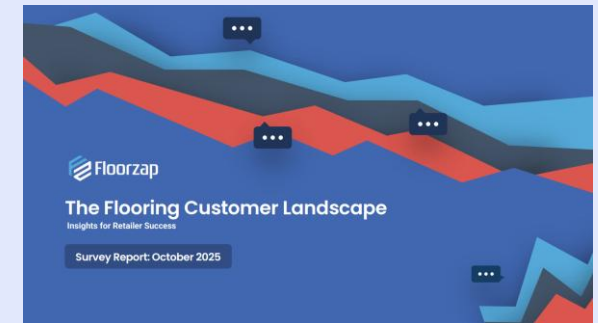 Floorzap
The Flooring Customer Landscape
Insights for Retailer Success
Survey Report: October 2025